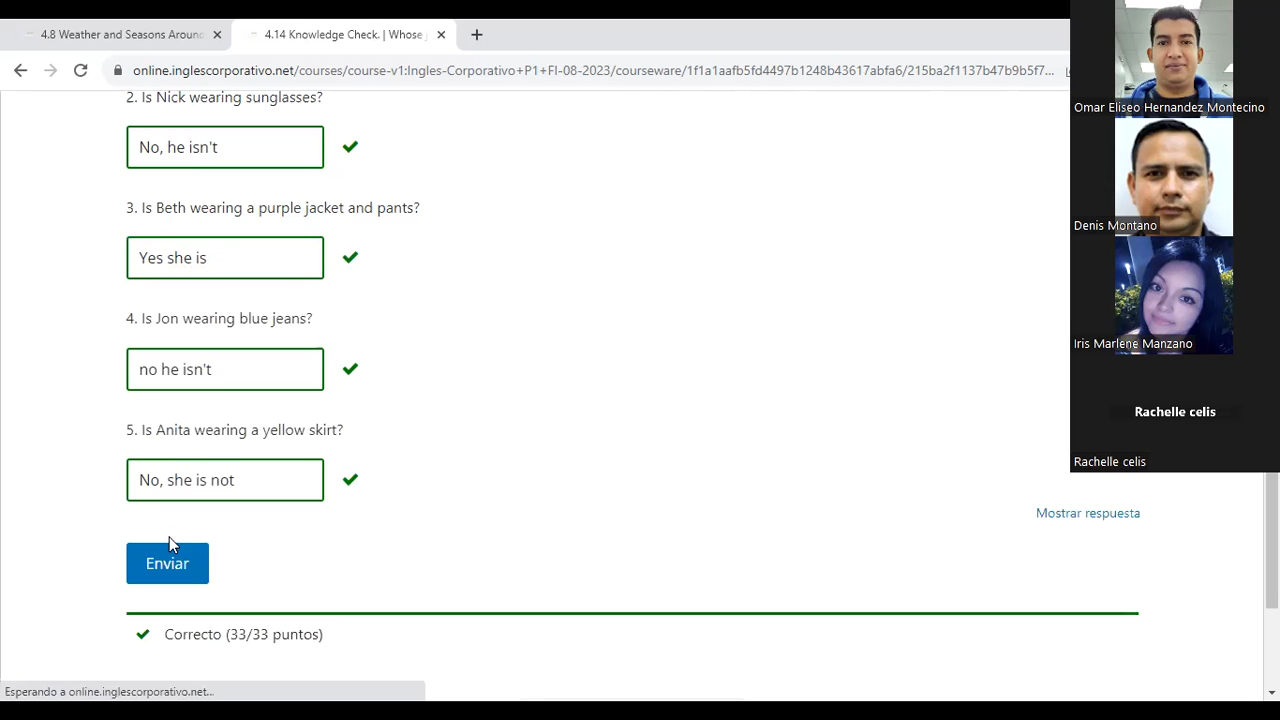 4.8 Weather and Seasons Around
4.14 Knowledge Check. | Whose
online.inglescorporativo.net/courses/course-v1:Ingles-Corporativo+P1+FI-08-2023/courseware/1f1a1aafb5fd4497b1248b43617abfa6/215ba2f1137b47b9b5f7...
2. Is Nick wearing sunglasses?
No, he isn't
3. Is Beth wearing a purple jacket and pants?
Yes she is
4. Is Jon wearing blue jeans?
no he isn't
5. Is Anita wearing a yellow skirt?
No, she is not
Mostrar respuesta
Enviar
Correcto (33/33 puntos)
Esperando a online.inglescorporativo.net...
Omar Eliseo Hernandez Montecino
Denis Montano
Iris Marlene Manzano
Rachelle celis
Rachelle celis